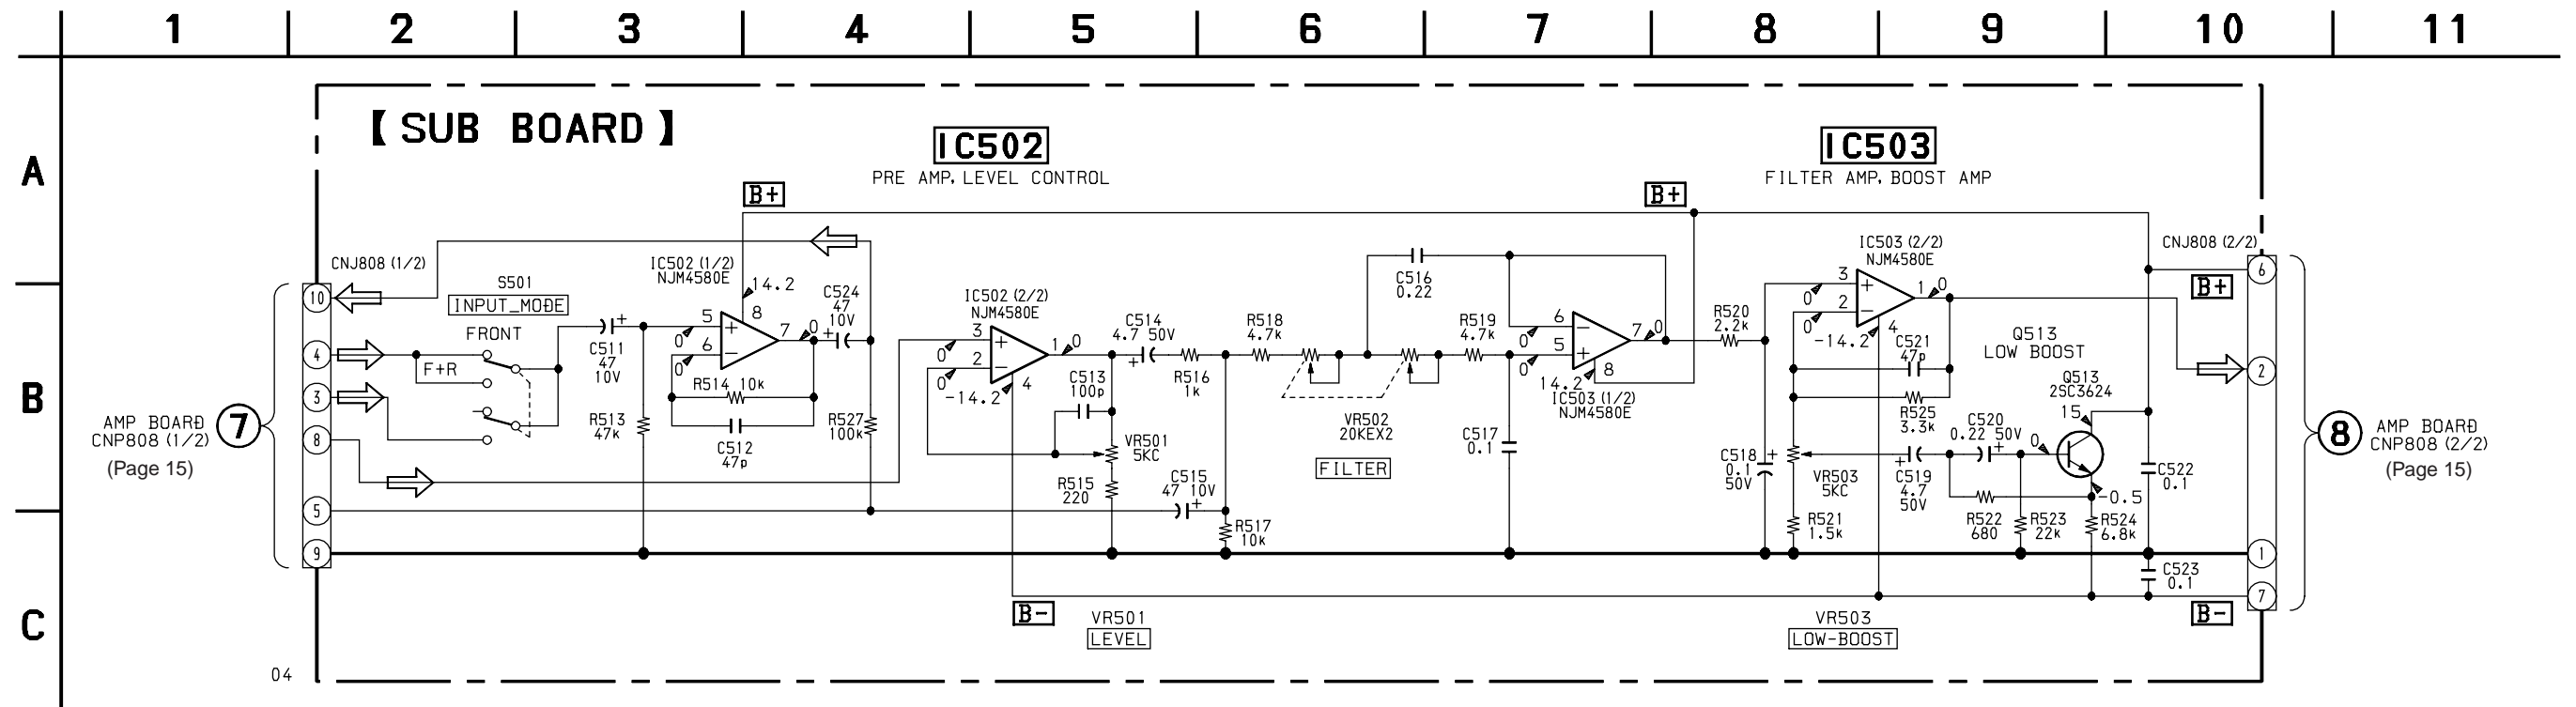 1 2 3 4 5 6 7 8 9 10 11
A
B
C
【 SUB BOARD 】
IC502
PRE AMP, LEVEL CONTROL
IC503
FILTER AMP, BOOST AMP
B+
B+
CNJ808 (1/2)
S501
INPUT_MODE
FRONT
F+R
10
4
3
8
5
9
AMP BOARD
CNP808 (1/2)
(Page 15)
7
C511
47
10V
R513
47k
IC502 (1/2)
NJM4580E
14.2
8
5
0
6
0
7
0
R514 10k
C512
47p
C524
47
10V
R527
100k
IC502 (2/2)
NJM4580E
3
0
2
0
1
0
4
-14.2
C513
100p
VR501
5KC
R515
220
C514
4.7 50V
R516
1k
C515
47 10V
R517
10k
R518
4.7k
VR502
20KEX2
FILTER
C516
0.22
R519
4.7k
C517
0.1
6
0
5
0
7
0
14.2
8
IC503 (1/2)
NJM4580E
R520
2.2k
C518
0.1
50V
IC503 (2/2)
NJM4580E
3
0
2
0
1
0
4
-14.2
C521
47p
R525
3.3k
VR503
5KC
R521
1.5k
C519
4.7
50V
C520
0.22 50V
R522
680
R523
22k
R524
6.8k
Q513
LOW BOOST
Q513
2SC3624
15
0
-0.5
C522
0.1
C523
0.1
CNJ808 (2/2)
6
B+
2
1
7
B-
8
AMP BOARD
CNP808 (2/2)
(Page 15)
B-
VR501
LEVEL
VR503
LOW-BOOST
04